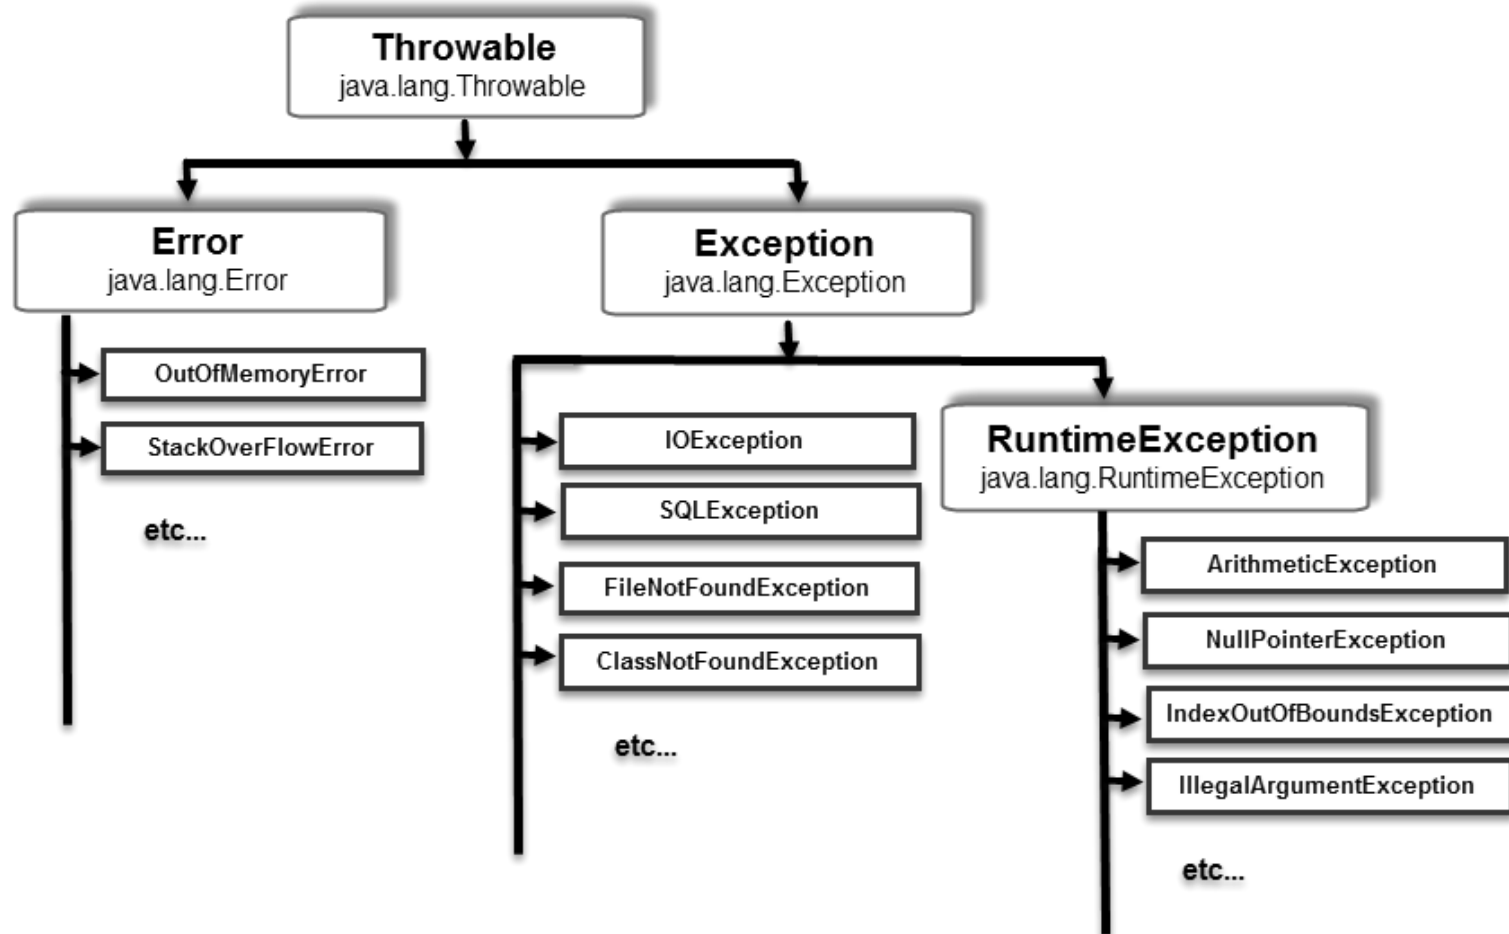 Throwable
java.lang.Throwable
Error
java.lang.Error
OutOfMemoryError
StackOverFlowError
etc...
Exception
java.lang.Exception
IOException
SQLException
FileNotFoundException
ClassNotFoundException
etc...
RuntimeException
java.lang.RuntimeException
ArithmeticException
NullPointerException
IndexOutOfBoundsException
IllegalArgumentException
etc...